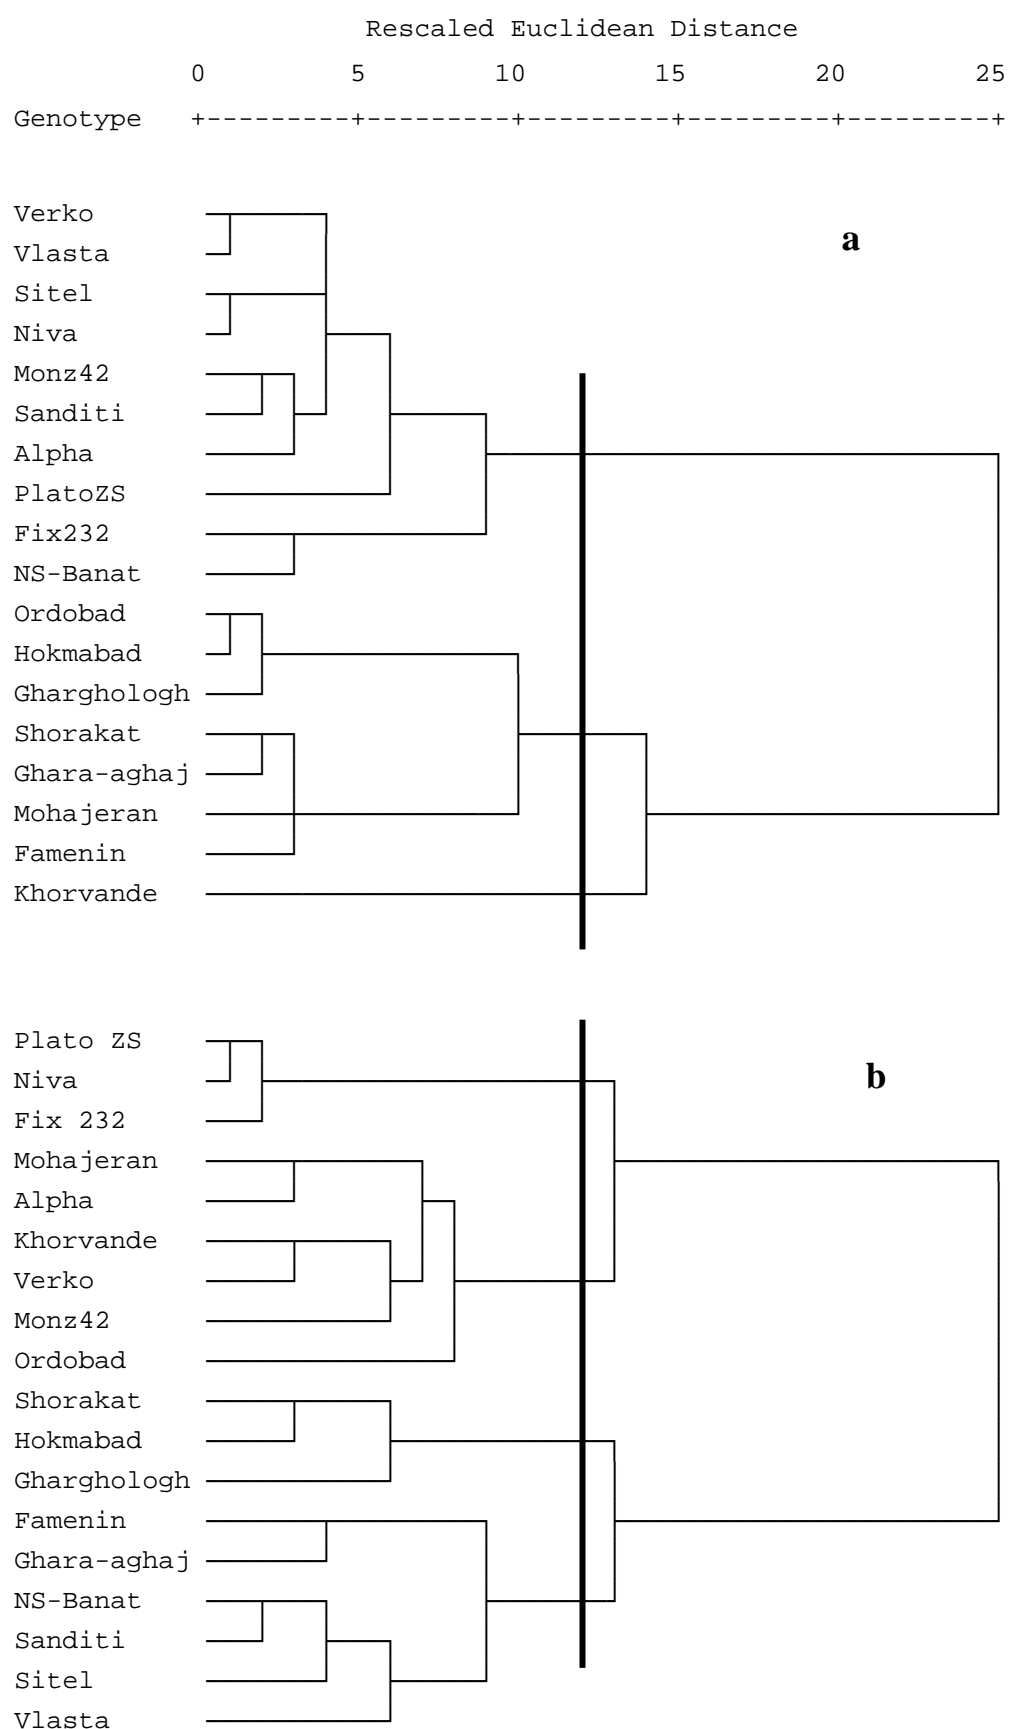 Rescaled Euclidean Distance
0 5 10 15 20 25
Genotype +---------+---------+---------+---------+---------+
Verko
a
Vlasta
Sitel
Niva
Monz42
Sanditi
Alpha
PlatoZS
Fix232
NS-Banat
Ordobad
Hokmabad
Gharghologh
Shorakat
Ghara-aghaj
Mohajeran
Famenin
Khorvande
Plato ZS
Niva
b
Fix 232
Mohajeran
Alpha
Khorvande
Verko
Monz42
Ordobad
Shorakat
Hokmabad
Gharghologh
Famenin
Ghara-aghaj
NS-Banat
Sanditi
Sitel
Vlasta